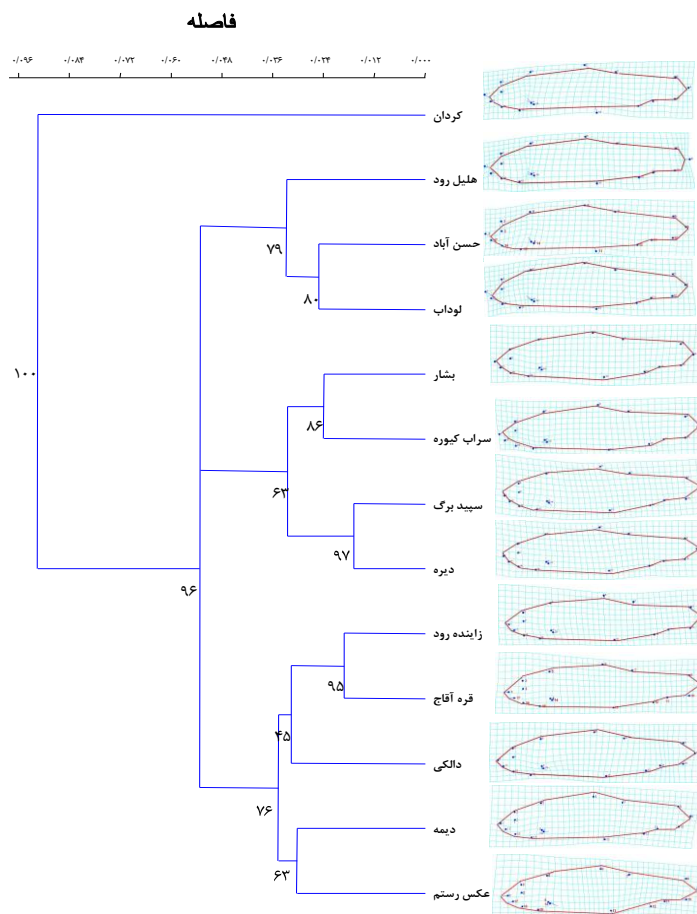 فاصله
۰/۰۹۶ ۰/۰۸۴ ۰/۰۷۲ ۰/۰۶۰ ۰/۰۴۸ ۰/۰۳۶ ۰/۰۲۴ ۰/۰۱۲ ۰/۰۰۰
کردان
هلیل رود
۷۹
حسن آباد
۸۰
لوداب
۱۰۰
بشار
۸۶
سراب کیوره
۶۳
سپید برگ
۹۷
دیره
۹۶
زاینده رود
۹۵
قره آقاج
۴۵
دالکی
۷۶
دیمه
۶۳
عکس رستم